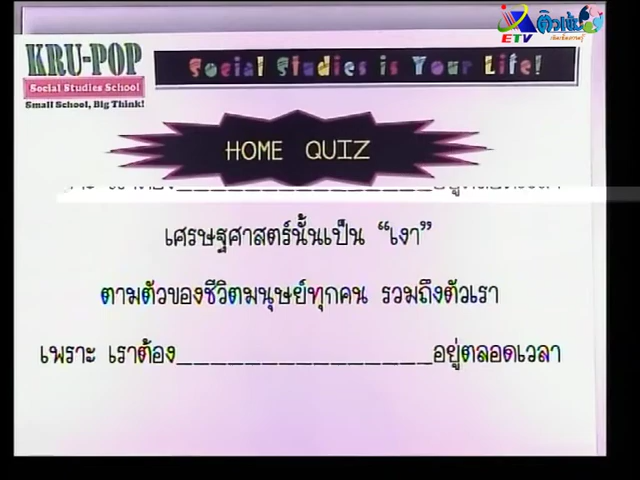 ETV ติวเข้ม
KRU-POP
Social Studies School
Small School, Big Think!
Social Studies is Your Life!
HOME QUIZ
เศรษฐศาสตร์นั้นเป็น “เงา”
ตามตัวของชีวิตมนุษย์ทุกคน รวมถึงตัวเรา
เพราะ เราต้อง_______________อยู่ตลอดเวลา